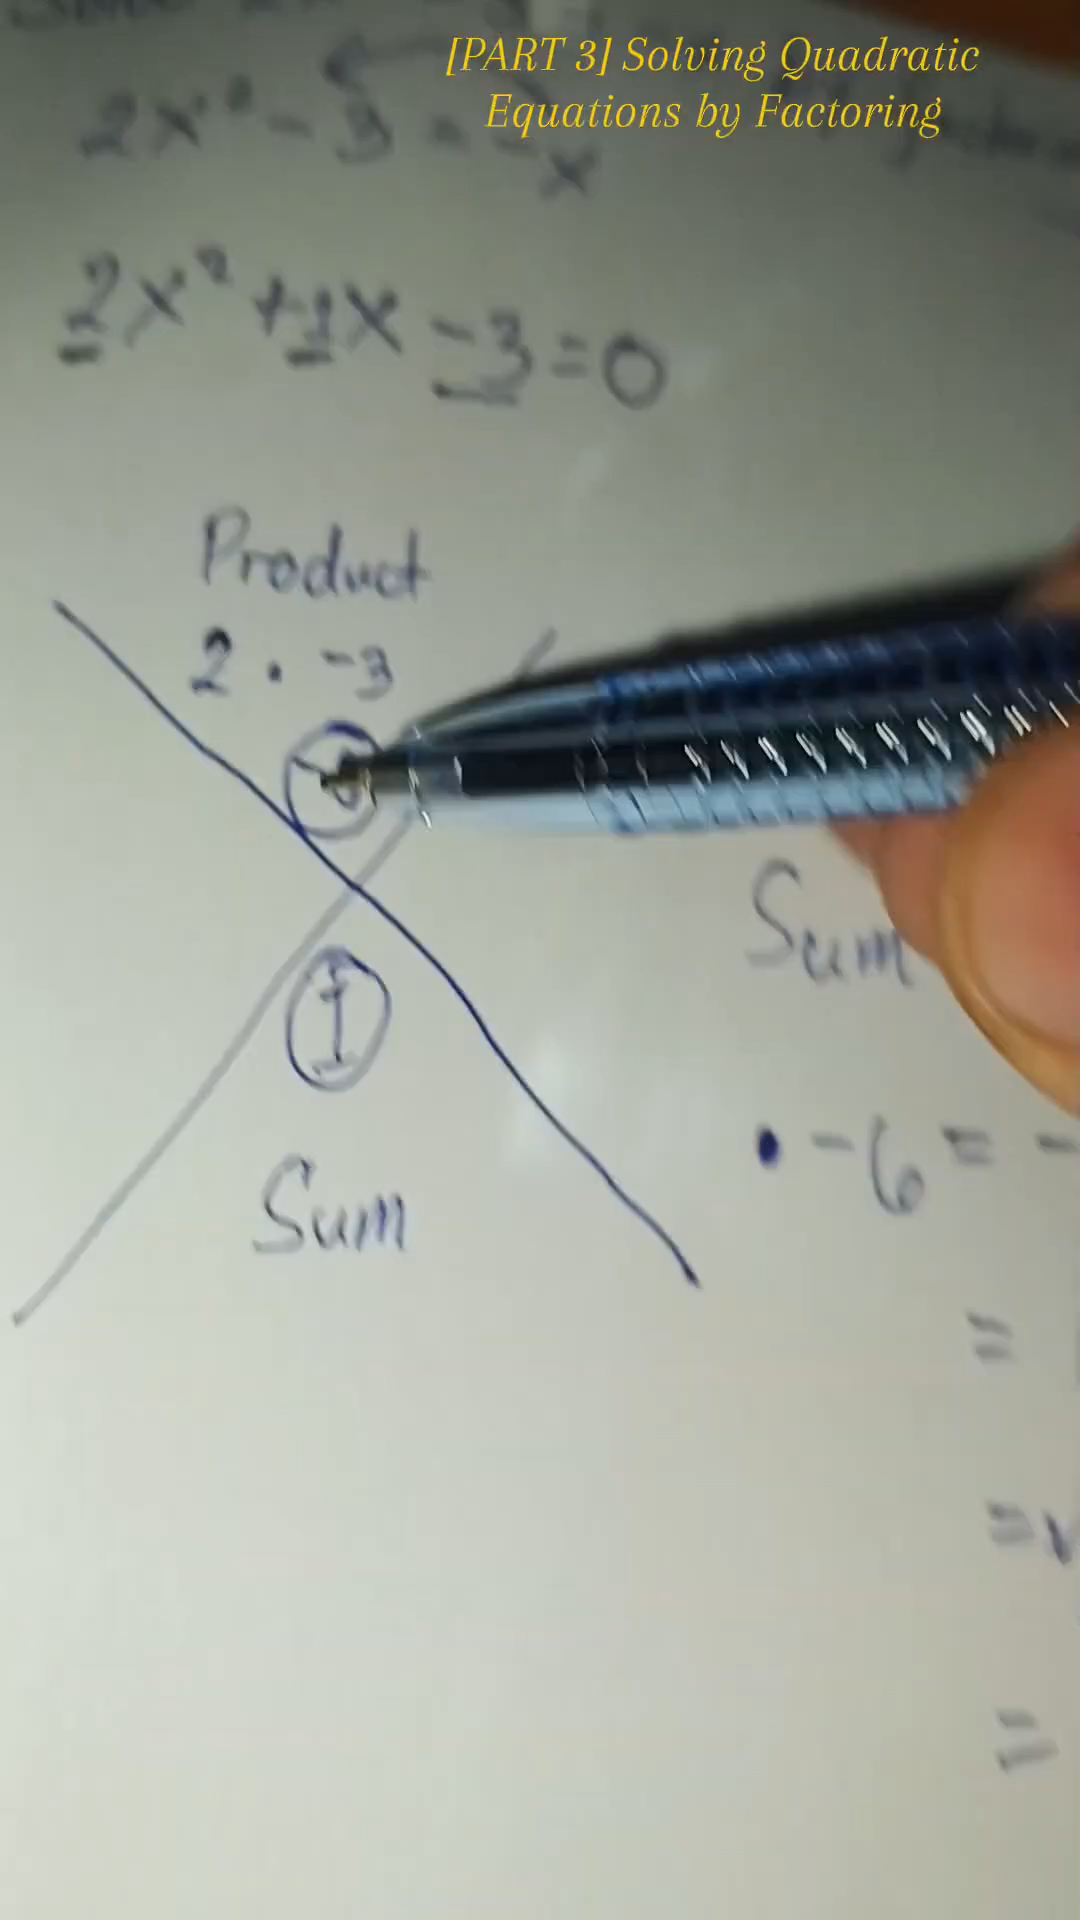 [PART 3] Solving Quadratic
Equations by Factoring
2x² - 3 = -x
2x² +1x -3 = 0
Product
2 · -3
1
Sum
Sum
• -6 = -
=
=
=